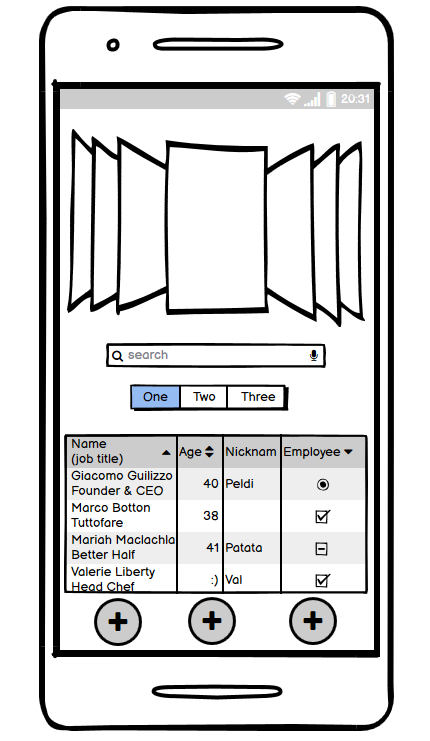 20:31
search
One Two Three
Name
(job title) Age Nicknam Employee
Giacomo Guilizzo
Founder & CEO 40 Peldi
Marco Botton
Tuttofare 38
Mariah Maclachla
Better Half 41 Patata
Valerie Liberty
Head Chef :) Val